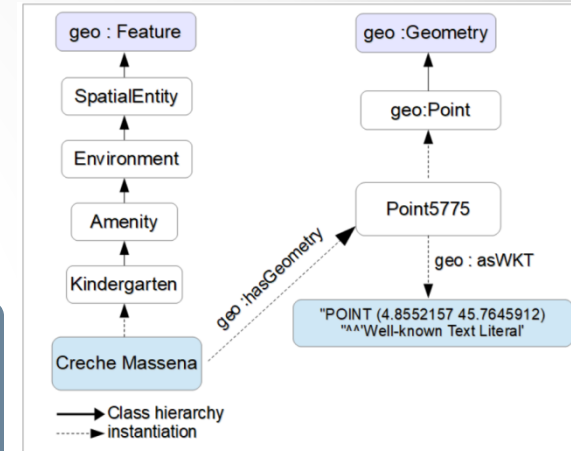 geo : Feature
SpatialEntity
Environment
Amenity
Kindergarten
Creche Massena
geo :hasGeometry
geo :Geometry
geo:Point
Point5775
geo : asWKT
"POINT (4.8552157 45.7645912)
"^^'Well-known Text Literal'
Class hierarchy
instantiation